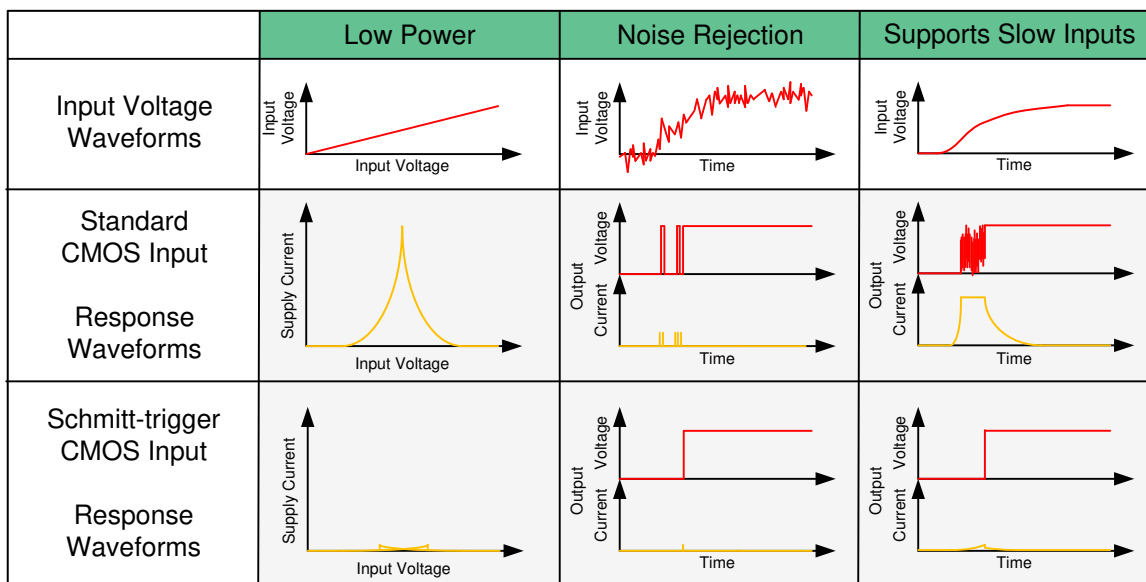 Low Power
Noise Rejection
Supports Slow Inputs
Input Voltage
Waveforms
Input
Voltage
Input Voltage
Input
Voltage
Time
Input
Voltage
Time
Standard
CMOS Input
Response
Waveforms
Supply Current
Input Voltage
Output
Voltage
Current
Time
Output
Voltage
Current
Time
Schmitt-trigger
CMOS Input
Response
Waveforms
Supply Current
Input Voltage
Output
Voltage
Current
Time
Output
Voltage
Current
Time